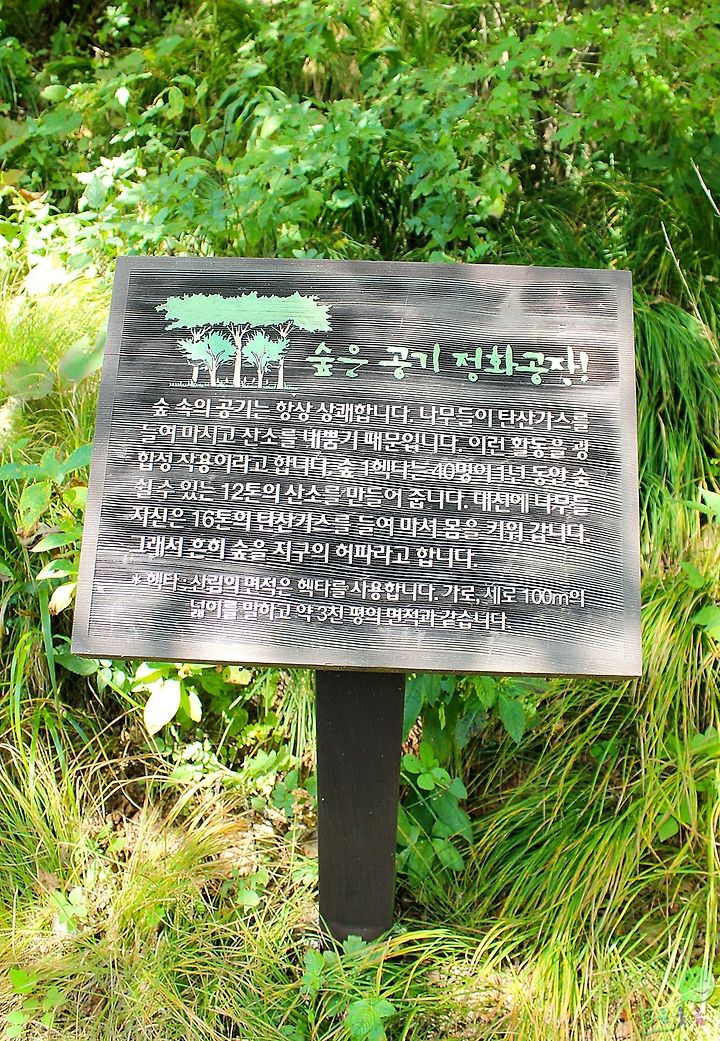 숲은 공기 정화공장!
숲 속의 공기는 항상 상쾌합니다. 나무들이 탄산가스를
들여 마시고 산소를 내뿜기 때문입니다. 이런 활동을 광
합성 작용이라고 합니다. 숲 1헥타는 40명이 1년 동안 숨
쉴 수 있는 12톤의 산소를 만들어 줍니다. 대신에 나무들
자신은 16톤의 탄산가스를 들여 마셔 몸을 키워 갑니다.
그래서 흔히 숲을 지구의 허파라고 합니다.
* 헥타 : 산림의 면적은 헥타를 사용합니다. 가로, 세로 100m의
넓이를 말하고 약 3천 평의 면적과 같습니다.